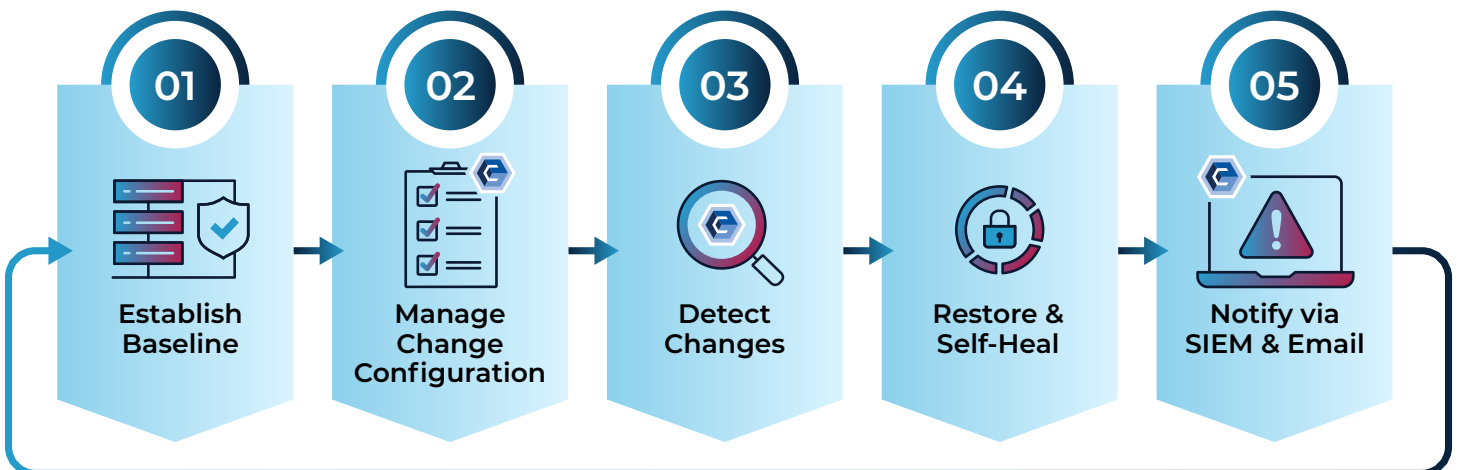 01
Establish
Baseline
02
Manage
Change
Configuration
03
Detect
Changes
04
Restore &
Self-Heal
05
Notify via
SIEM & Email